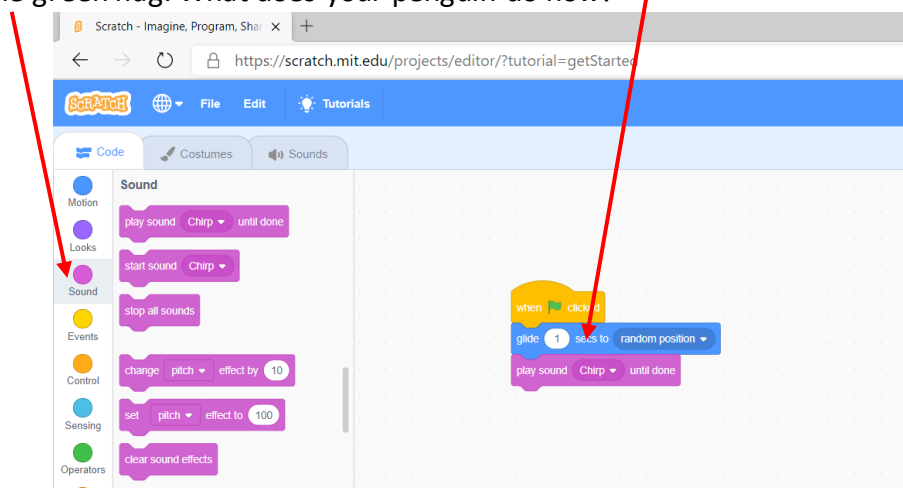 green flag. What does your penguin do now?
Scratch - Imagine, Program, Shar
https://scratch.mit.edu/projects/editor/?tutorial=getStarted
SCRATCH File Edit Tutorials
Code Costumes Sounds
Motion
Looks
Sound
Events
Control
Sensing
Operators
Sound
play sound Chirp until done
start sound Chirp
stop all sounds
change pitch effect by 10
set pitch effect to 100
clear sound effects
when clicked
glide 1 secs to random position
play sound Chirp until done